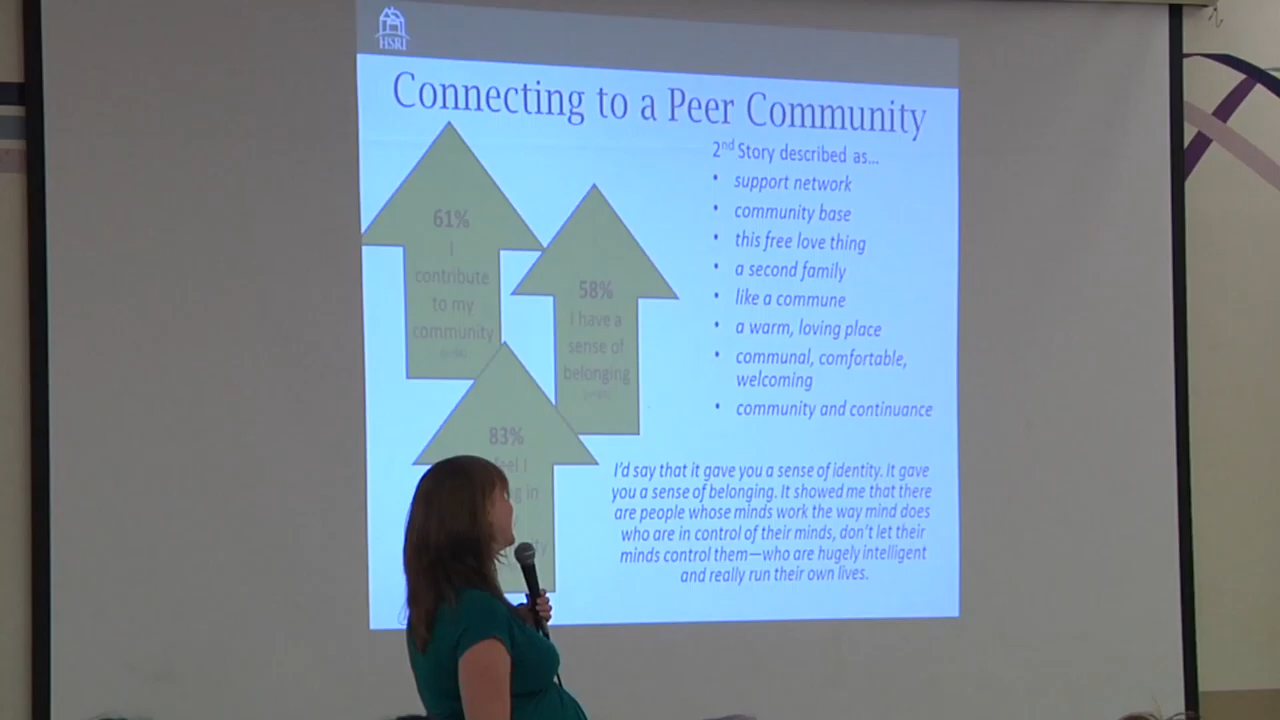 HSRI
Connecting to a Peer Community
61%
I
contribute
to my
community
58%
I have a
sense of
belonging
83%
feel I
in
2nd Story described as...
• support network
• community base
• this free love thing
• a second family
• like a commune
• a warm, loving place
• communal, comfortable,
welcoming
• community and continuance
I'd say that it gave you a sense of identity. It gave
you a sense of belonging. It showed me that there
are people whose minds work the way mind does
who are in control of their minds, don't let their
minds control them—who are hugely intelligent
and really run their own lives.